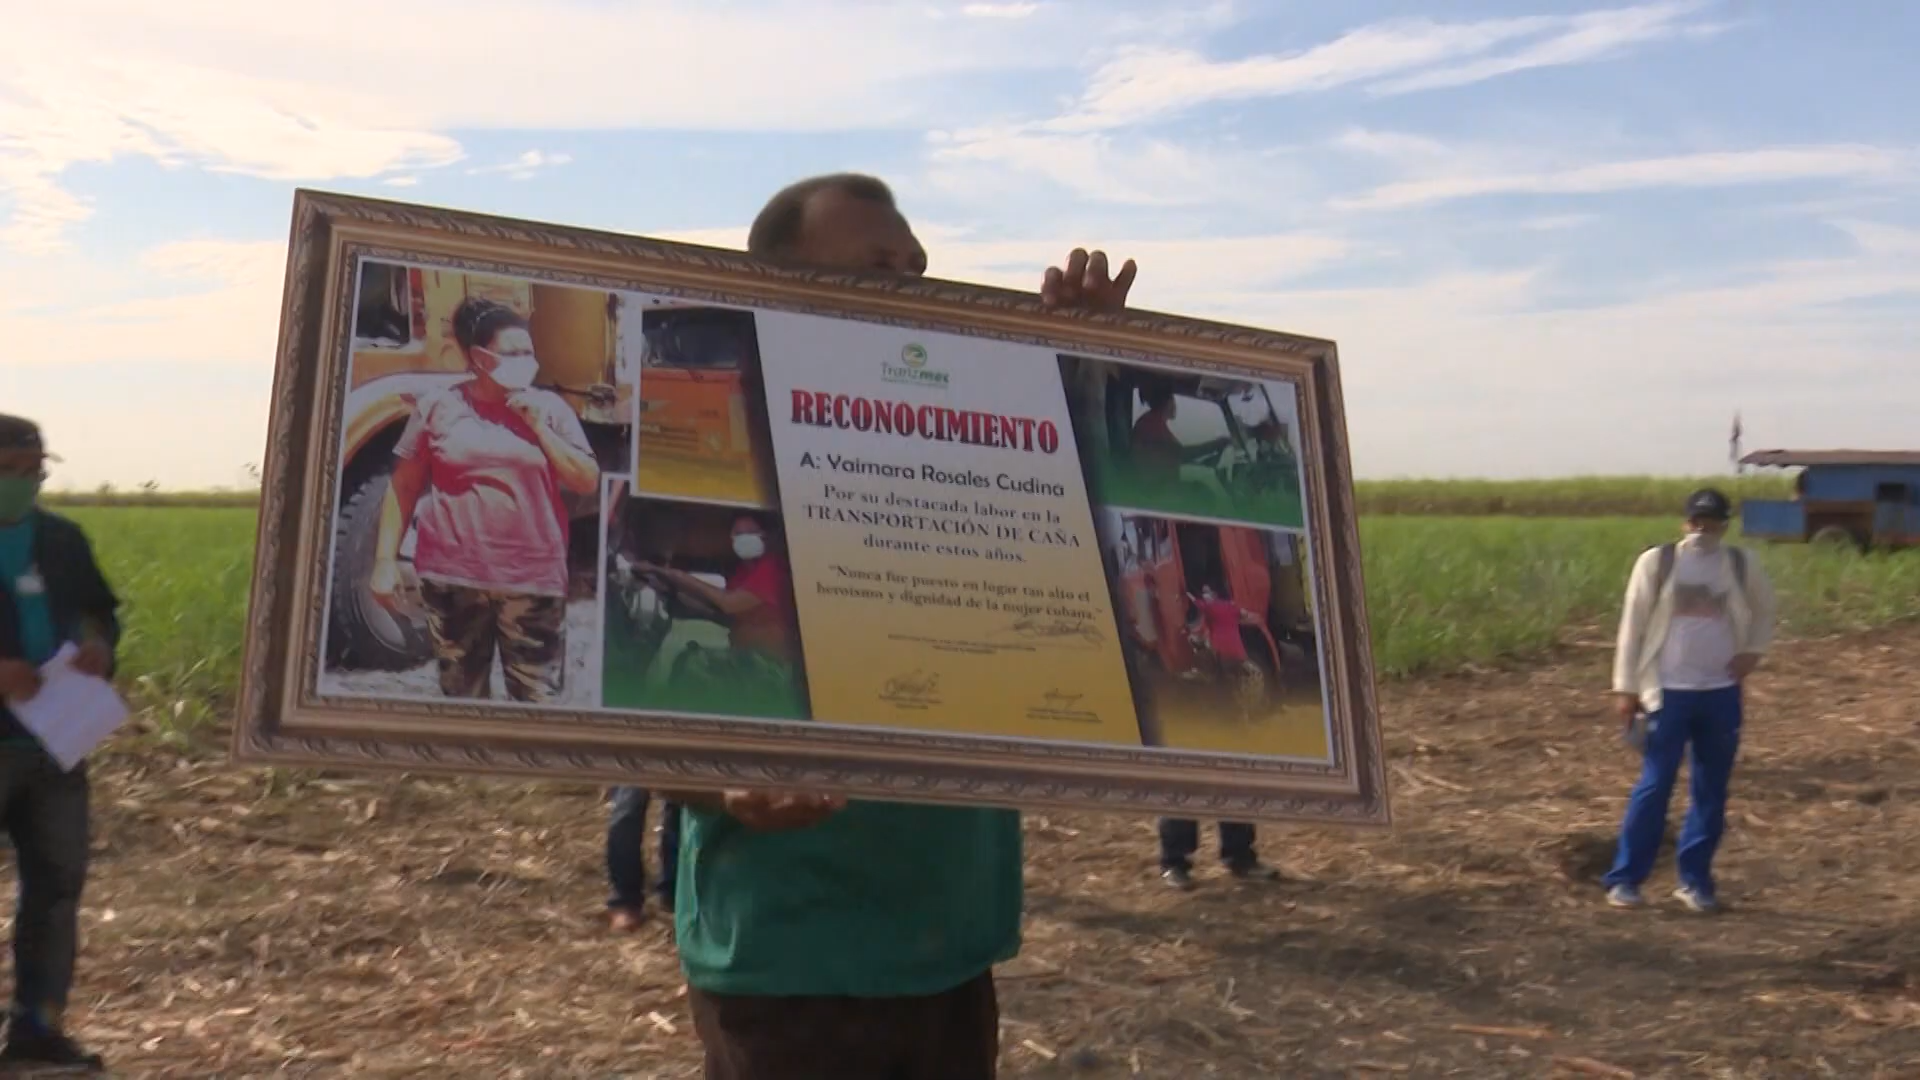 Tranzmec
RECONOCIMIENTO
A: Yaimara Rosales Cudina
Por su destacada labor en la
TRANSPORTACIÓN DE CAÑA
durante estos años.
"Nunca fue puesto en lugar tan alto el
heroísmo y dignidad de la mujer cubana."